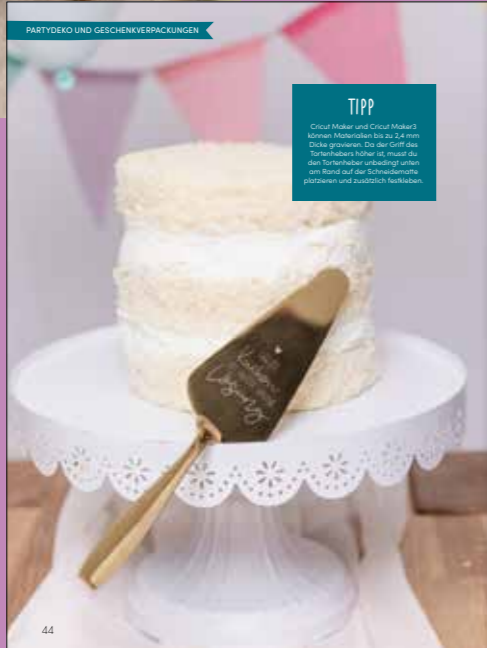 PARTYDEKO UND GESCHENKVERPACKUNGEN
TIPP
Cricut Maker und Cricut Maker3
können Materialien bis zu 2,4 mm
Dicke gravieren. Da der Griff des
Tortenhebers höher ist, musst du
den Tortenheber unbedingt unten
am Rand auf der Schneidematte
platzieren und zusätzlich festkleben.
Kuchen
Lösung
44